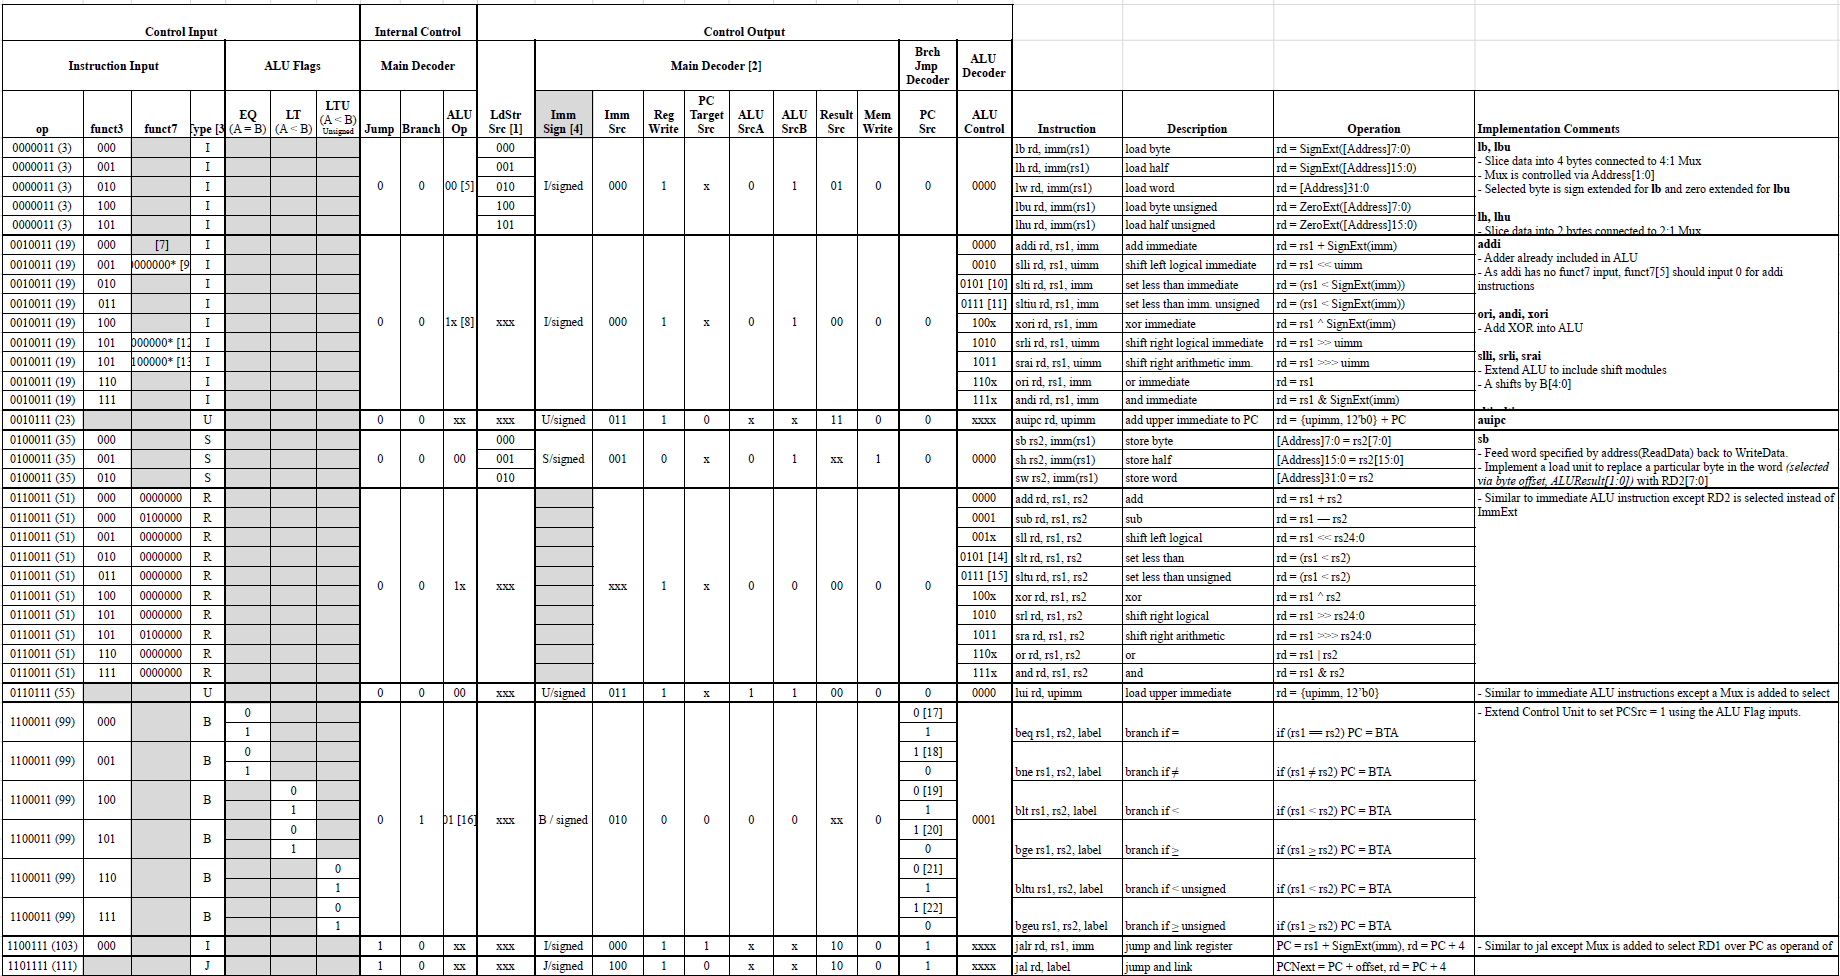 Control Input Internal Control Control Output
Instruction Input ALU Flags Main Decoder Main Decoder [2] Brch Jmp Decoder ALU Decoder
op funct3 funct7 Type [3 EQ (A = B) LT (A < B) LTU (A < B) Unsigned Jump Branch ALU Op LdStr Src [1] Imm Sign [4] Imm Src Reg Write PC Target Src ALU SrcA ALU SrcB Result Src Mem Write PC Src ALU Control Instruction Description Operation Implementation Comments
0000011 (3) 000 I 000 lb rd, imm(rs1) load byte rd = SignExt([Address]7:0)
0000011 (3) 001 I 001 lh rd, imm(rs1) load half rd = SignExt([Address]15:0)
0000011 (3) 010 I 0 0 00 [5] 010 I/signed 000 1 x 0 1 01 0 0 0000 lw rd, imm(rs1) load word rd = [Address]31:0
0000011 (3) 100 I 100 lbu rd, imm(rs1) load byte unsigned rd = ZeroExt([Address]7:0)
0000011 (3) 101 I 101 lhu rd, imm(rs1) load half unsigned rd = ZeroExt([Address]15:0)
lb, lbu
- Slice data into 4 bytes connected to 4:1 Mux
- Mux is controlled via Address[1:0]
- Selected byte is sign extended for lb and zero extended for lbu
lh, lhu
- Slice data into 2 bytes connected to 2:1 Mux
0010011 (19) 000 [7] I 0000 addi rd, rs1, imm add immediate rd = rs1 + SignExt(imm)
0010011 (19) 001 000000* [9 I 0010 slli rd, rs1, uimm shift left logical immediate rd = rs1 << uimm
0010011 (19) 010 I 0101 [10] slti rd, rs1, imm set less than immediate rd = (rs1 < SignExt(imm))
0010011 (19) 011 I 0111 [11] sltiu rd, rs1, imm set less than imm. unsigned rd = (rs1 < SignExt(imm))
0010011 (19) 100 I 0 0 1x [8] xxx I/signed 000 1 x 0 1 00 0 0 100x xori rd, rs1, imm xor immediate rd = rs1 ^ SignExt(imm)
0010011 (19) 101 000000* [12 I 1010 srli rd, rs1, uimm shift right logical immediate rd = rs1 >> uimm
0010011 (19) 101 100000* [13 I 1011 srai rd, rs1, uimm shift right arithmetic imm. rd = rs1 >>> uimm
0010011 (19) 110 I 110x ori rd, rs1, imm or immediate rd = rs1
0010011 (19) 111 I 111x andi rd, rs1, imm and immediate rd = rs1 & SignExt(imm)
addi
- Adder already included in ALU
- As addi has no funct7 input, funct7[5] should input 0 for addi
instructions
ori, andi, xori
- Add XOR into ALU
slli, srli, srai
- Extend ALU to include shift modules
- A shifts by B[4:0]
0010111 (23) U 0 0 xx xxx U/signed 011 1 0 x x 11 0 0 xxxx auipc rd, upimm add upper immediate to PC rd = {upimm, 12'b0} + PC auipc
0100011 (35) 000 S 000 sb rs2, imm(rs1) store byte [Address]7:0 = rs2[7:0]
0100011 (35) 001 S 0 0 00 001 S/signed 001 0 x 0 1 xx 1 0 0000 sh rs2, imm(rs1) store half [Address]15:0 = rs2[15:0]
0100011 (35) 010 S 010 sw rs2, imm(rs1) store word [Address]31:0 = rs2
sb
- Feed word specified by address(ReadData) back to WriteData.
- Implement a load unit to replace a particular byte in the word (selected
via byte offset, ALUResult[1:0]) with RD2[7:0]
0110011 (51) 000 0000000 R 0000 add rd, rs1, rs2 add rd = rs1 + rs2
0110011 (51) 000 0100000 R 0001 sub rd, rs1, rs2 sub rd = rs1 — rs2
0110011 (51) 001 0000000 R 001x sll rd, rs1, rs2 shift left logical rd = rs1 << rs24:0
0110011 (51) 010 0000000 R 0101 [14] slt rd, rs1, rs2 set less than rd = (rs1 < rs2)
0110011 (51) 011 0000000 R 0 0 1x xxx xxx 1 x 0 0 00 0 0 0111 [15] sltu rd, rs1, rs2 set less than unsigned rd = (rs1 < rs2)
0110011 (51) 100 0000000 R 100x xor rd, rs1, rs2 xor rd = rs1 ^ rs2
0110011 (51) 101 0000000 R 1010 srl rd, rs1, rs2 shift right logical rd = rs1 >> rs24:0
0110011 (51) 101 0100000 R 1011 sra rd, rs1, rs2 shift right arithmetic rd = rs1 >>> rs24:0
0110011 (51) 110 0000000 R 110x or rd, rs1, rs2 or rd = rs1 | rs2
0110011 (51) 111 0000000 R 111x and rd, rs1, rs2 and rd = rs1 & rs2
- Similar to immediate ALU instruction except RD2 is selected instead of
ImmExt
0110111 (55) U 0 0 00 xxx U/signed 011 1 x 1 1 00 0 0 0000 lui rd, upimm load upper immediate rd = {upimm, 12’b0} - Similar to immediate ALU instructions except a Mux is added to select
1100011 (99) 000 B 0 0 [17]
1 1 beq rs1, rs2, label branch if = if (rs1 == rs2) PC = BTA
1100011 (99) 001 B 0 1 [18]
1 0 bne rs1, rs2, label branch if ≠ if (rs1 ≠ rs2) PC = BTA
1100011 (99) 100 B 0 0 [19]
1 1 blt rs1, rs2, label branch if < if (rs1 < rs2) PC = BTA
0 1 01 [16] xxx B / signed 010 0 0 0 0 xx 0 0001
1100011 (99) 101 B 0 1 [20]
1 0 bge rs1, rs2, label branch if ≥ if (rs1 ≥ rs2) PC = BTA
1100011 (99) 110 B 0 0 [21]
1 1 bltu rs1, rs2, label branch if < unsigned if (rs1 < rs2) PC = BTA
1100011 (99) 111 B 0 1 [22]
1 0 bgeu rs1, rs2, label branch if ≥ unsigned if (rs1 ≥ rs2) PC = BTA
- Extend Control Unit to set PCSrc = 1 using the ALU Flag inputs.
1100111 (103) 000 I 1 0 xx xxx I/signed 000 1 1 x x 10 0 1 xxxx jalr rd, rs1, imm jump and link register PC = rs1 + SignExt(imm), rd = PC + 4 - Similar to jal except Mux is added to select RD1 over PC as operand of
1101111 (111) J 1 0 xx xxx J/signed 100 1 0 x x 10 0 1 xxxx jal rd, label jump and link PCNext = PC + offset, rd = PC + 4